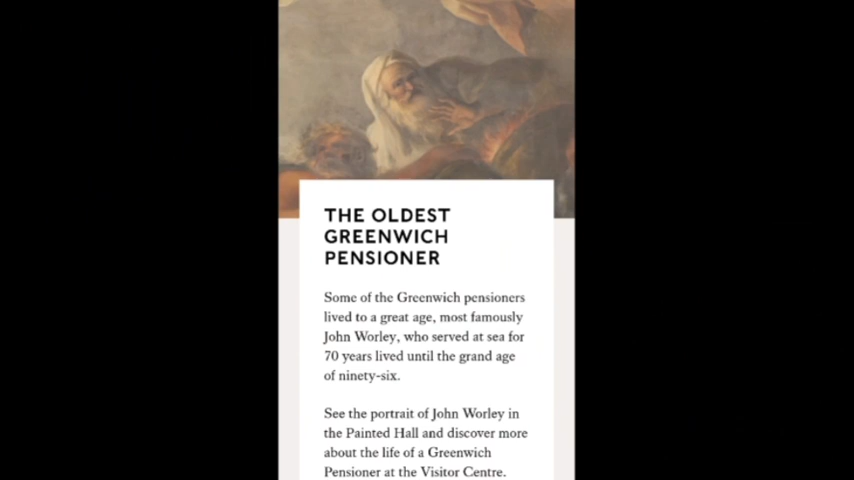 THE OLDEST
GREENWICH
PENSIONER
Some of the Greenwich pensioners
lived to a great age, most famously
John Worley, who served at sea for
70 years lived until the grand age
of ninety-six.
See the portrait of John Worley in
the Painted Hall and discover more
about the life of a Greenwich
Pensioner at the Visitor Centre.